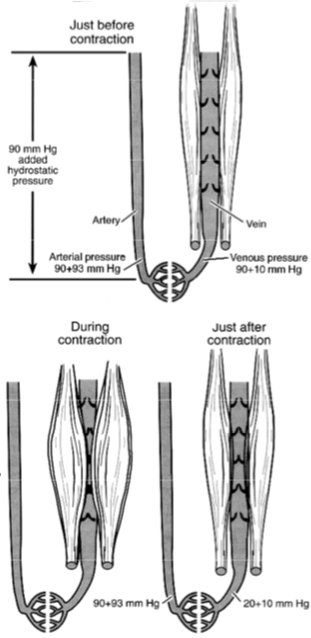 Just before
contraction
90 mm Hg
added
hydrostatic
pressure
Artery
Vein
Arterial pressure
90+93 mm Hg
Venous pressure
90+10 mm Hg
During
contraction
Just after
contraction
90+93 mm Hg
20+10 mm Hg